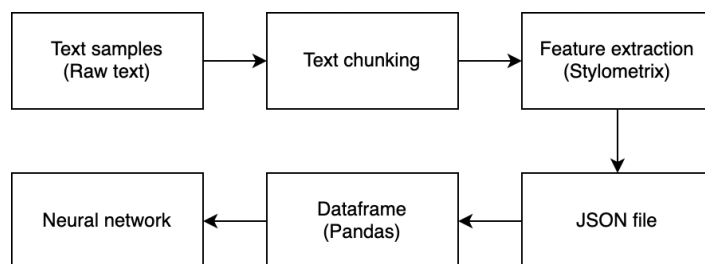 Text samples
(Raw text)
Text chunking
Feature extraction
(Stylometrix)
JSON file
Dataframe
(Pandas)
Neural network